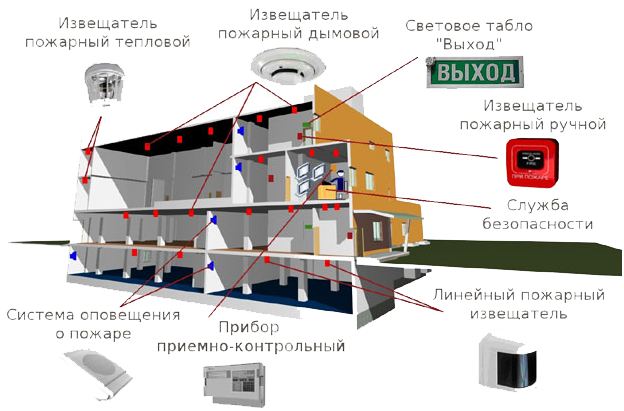 Извещатель
пожарный тепловой
Извещатель
пожарный дымовой
Световое табло
"Выход"
ВЫХОД
Извещатель
пожарный ручной
ПРИ ПОЖАРЕ
Служба
безопасности
Линейный пожарный
извещатель
Система оповещения
о пожаре
Прибор
приемно-контрольный